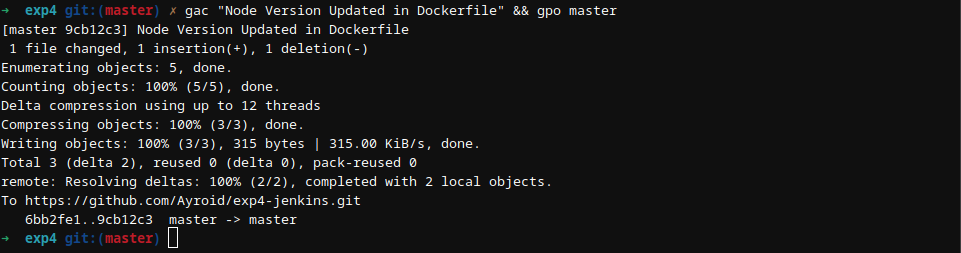 ➜  exp4 git:(master) ✗ gac "Node Version Updated in Dockerfile" && gpo master
[master 9cb12c3] Node Version Updated in Dockerfile
 1 file changed, 1 insertion(+), 1 deletion(-)
Enumerating objects: 5, done.
Counting objects: 100% (5/5), done.
Delta compression using up to 12 threads
Compressing objects: 100% (3/3), done.
Writing objects: 100% (3/3), 315 bytes | 315.00 KiB/s, done.
Total 3 (delta 2), reused 0 (delta 0), pack-reused 0
remote: Resolving deltas: 100% (2/2), completed with 2 local objects.
To https://github.com/Ayroid/exp4-jenkins.git
   6bb2fe1..9cb12c3  master -> master
➜  exp4 git:(master)